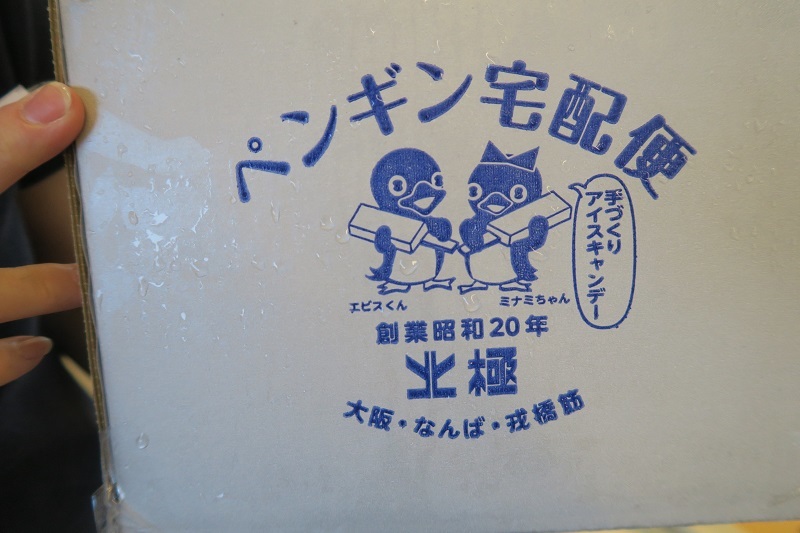 ペンギン宅配便
手づくり
アイスキャンデー
エビスくん
ミナミちゃん
創業昭和20年
北極
大阪・なんば・戎橋筋